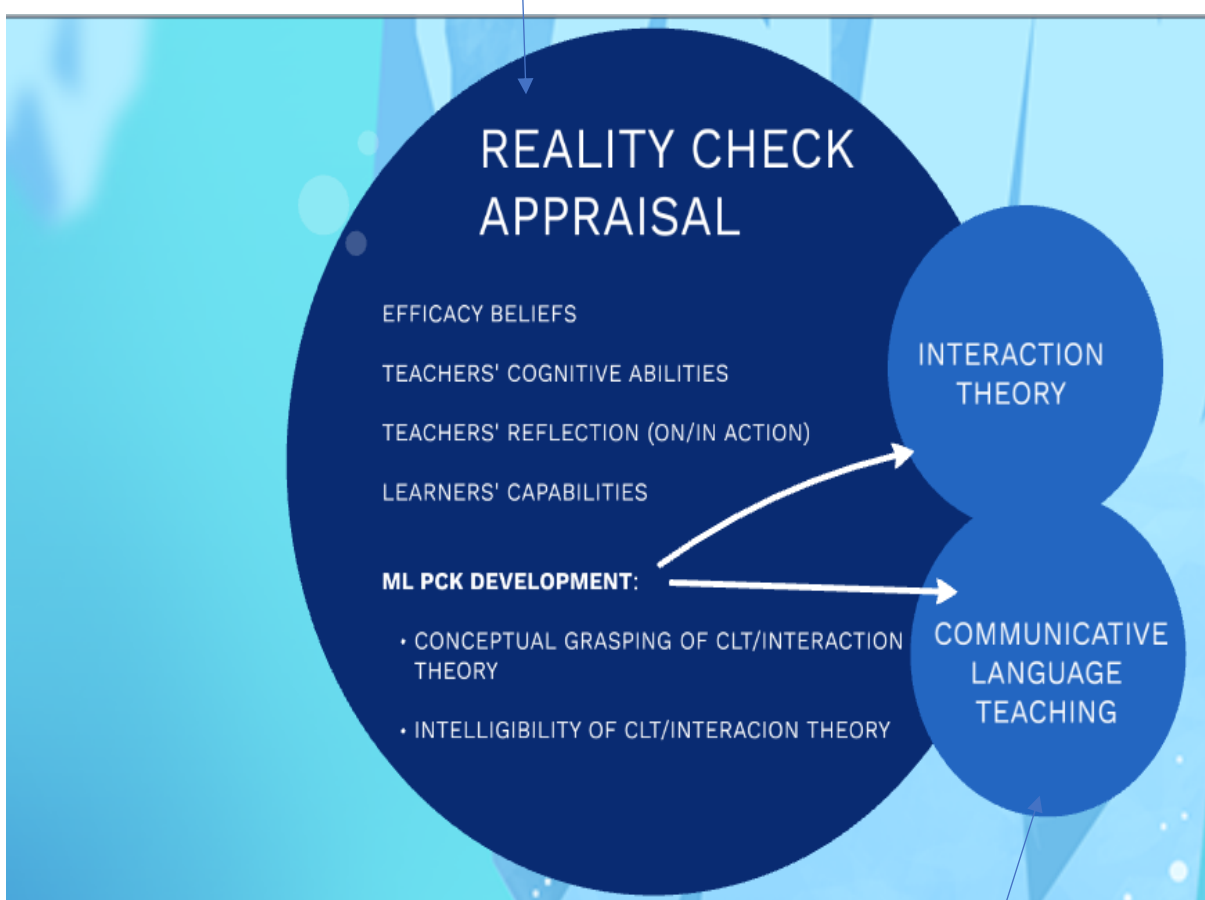 REALITY CHECK
APPRAISAL
EFFICACY BELIEFS
TEACHERS' COGNITIVE ABILITIES
TEACHERS' REFLECTION (ON/IN ACTION)
LEARNERS' CAPABILITIES
ML PCK DEVELOPMENT:
• CONCEPTUAL GRASPING OF CLT/INTERACTION
THEORY
• INTELLIGIBILITY OF CLT/INTERACION THEORY
INTERACTION
THEORY
COMMUNICATIVE
LANGUAGE
TEACHING